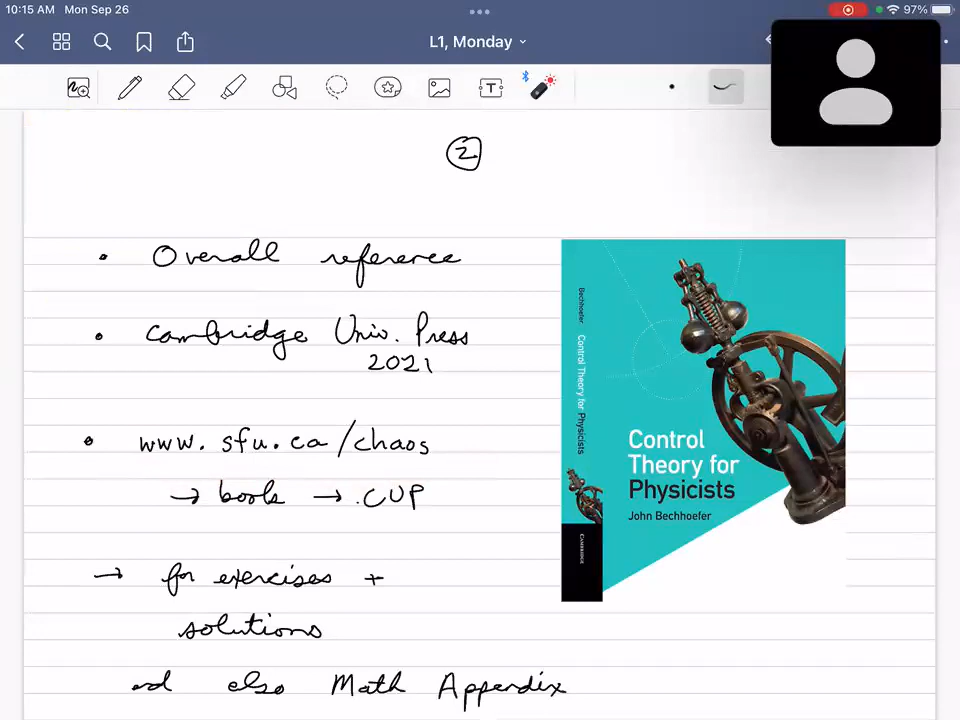 10:15 AM Mon Sep 26
97%
L1, Monday
T
2
• Overall reference
• Cambridge Univ. Press
2021
• www.sfu.ca/chaos
→ book → CUP
→ for exercises +
solutions
and also Math Appendix
Bechhoefer
Control Theory for Physicists
CAMBRIDGE
Control
Theory for
Physicists
John Bechhoefer